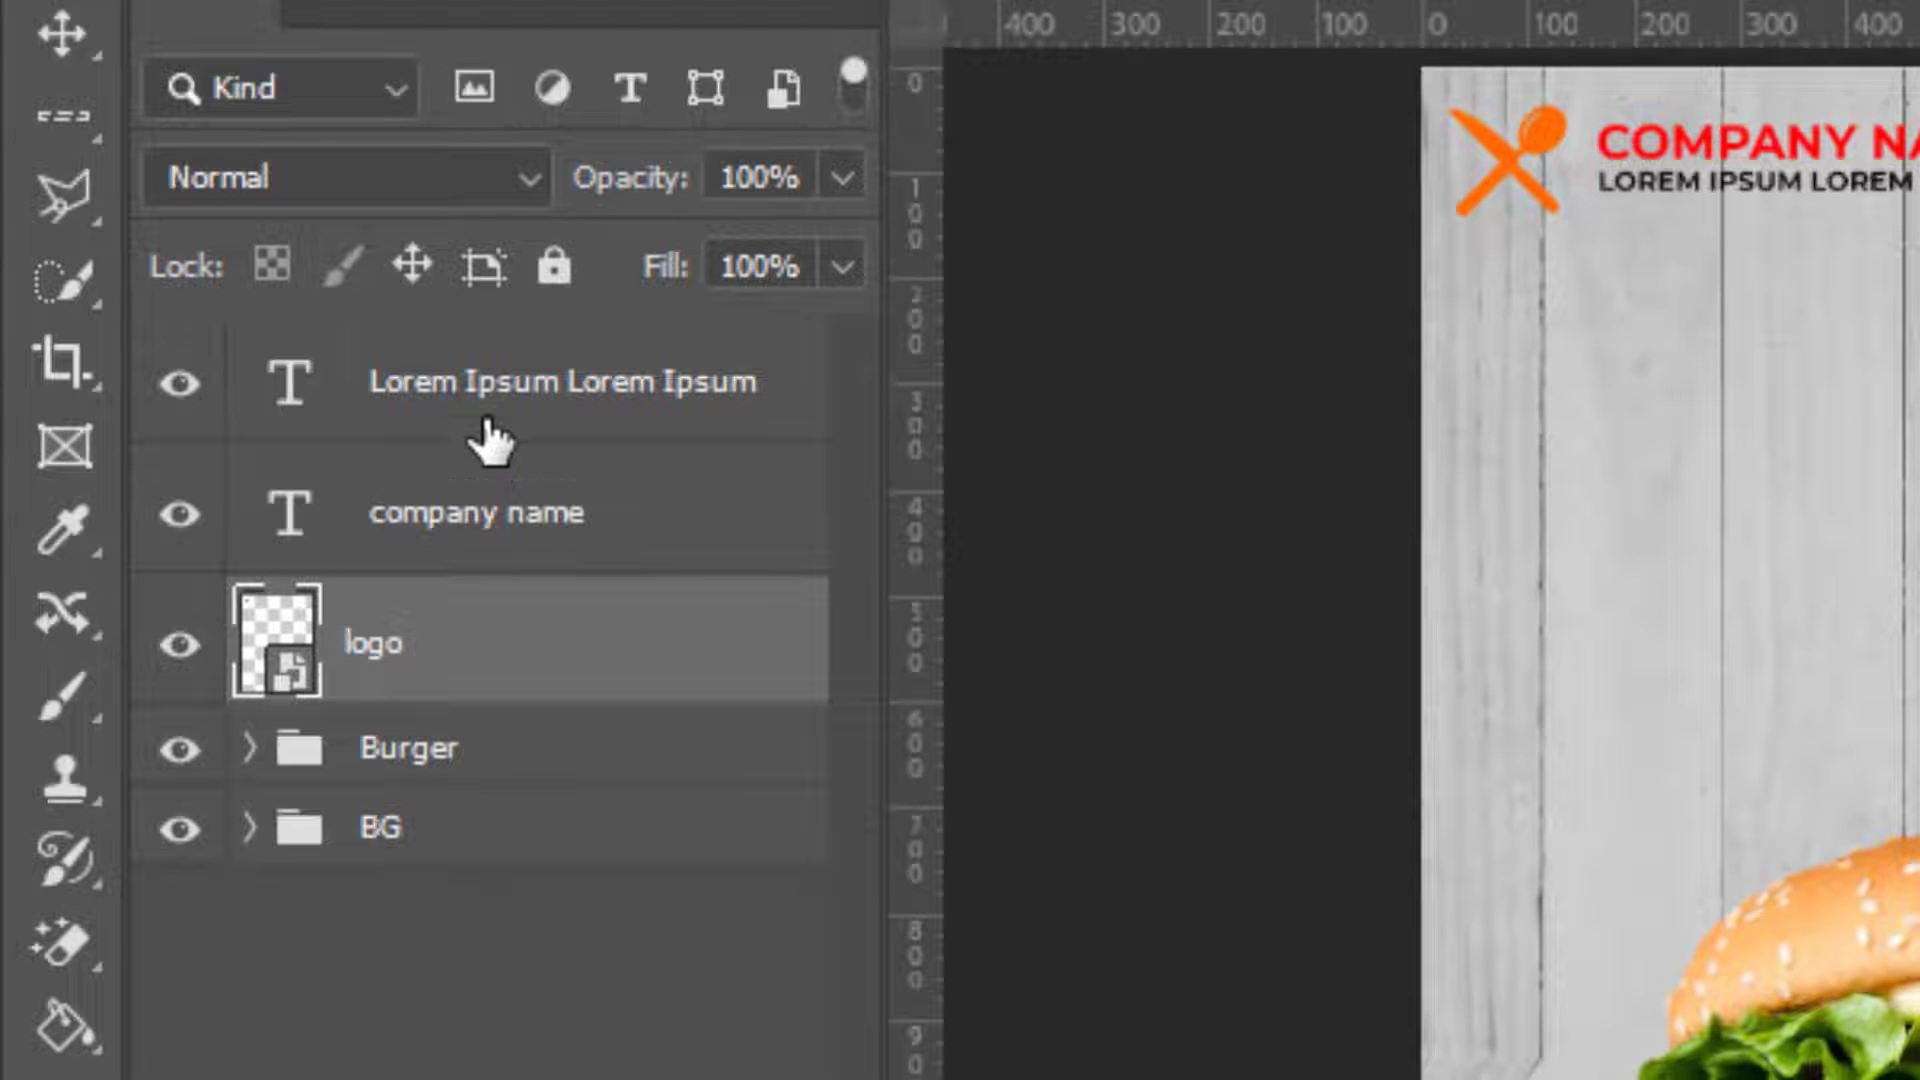 400 300 200 100 0 100 200 300 400
Kind
Normal Opacity: 100%
Lock: Fill: 100%
Lorem Ipsum Lorem Ipsum
company name
logo
Burger
BG
0
100
200
300
400
500
600
700
800
90
COMPANY NA
LOREM IPSUM LOREM